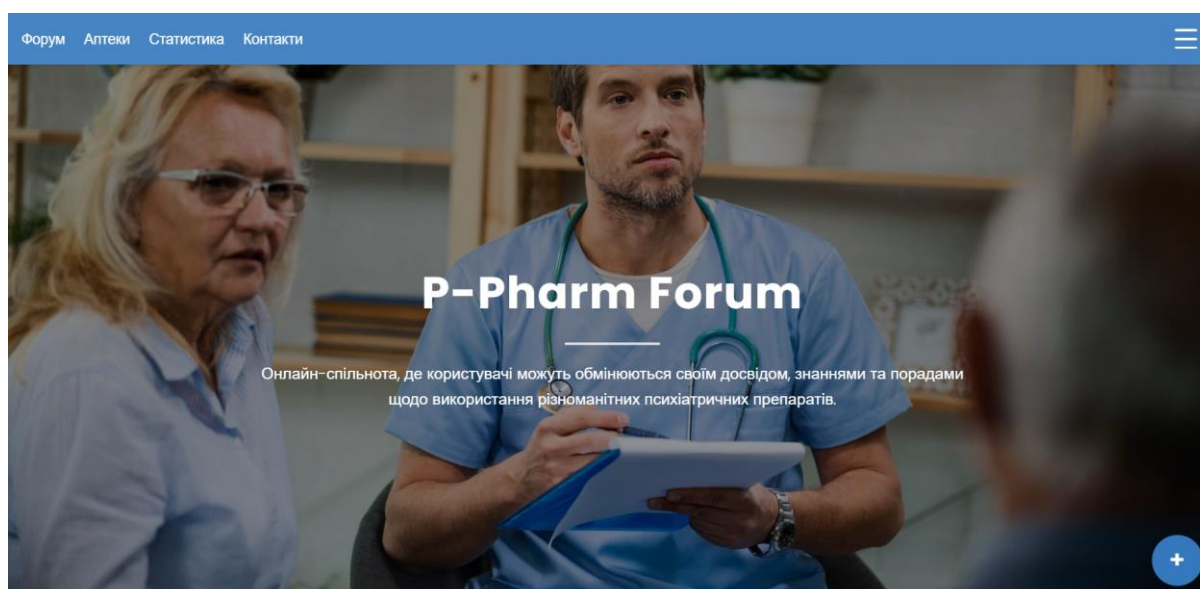 Форум Аптеки Статистика Контакти
P-Pharm Forum
Онлайн-спільнота, де користувачі можуть обмінюються своїм досвідом, знаннями та порадами
щодо використання різноманітних психіатричних препаратів.
+